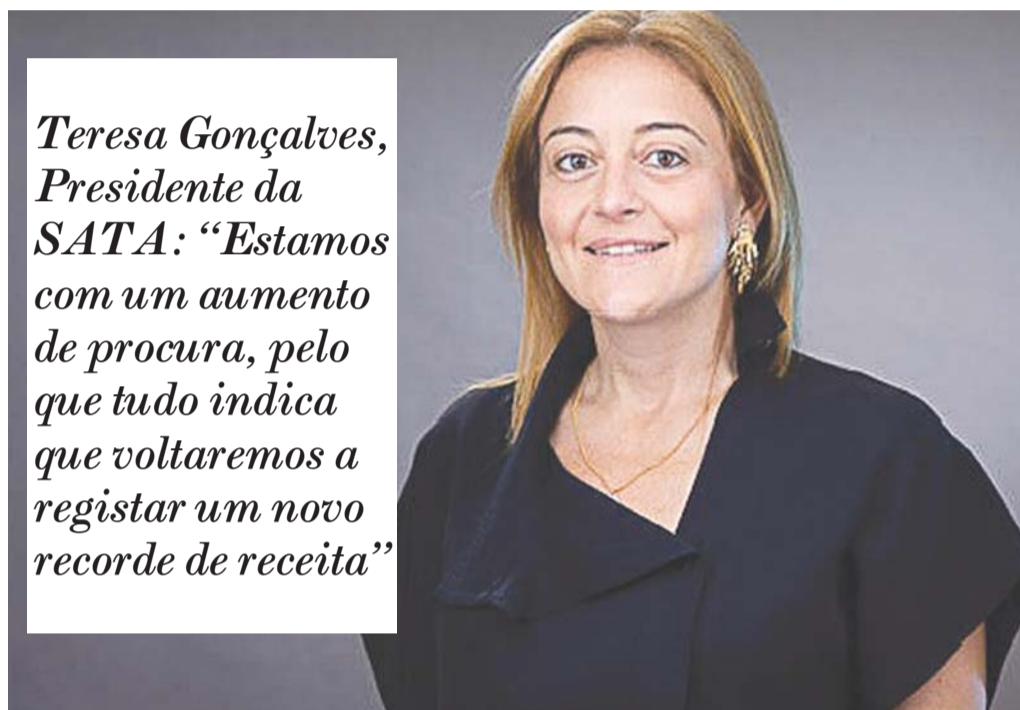 Teresa Gonçalves,
Presidente da
SATA: “Estamos
com um aumento
de procura, pelo
que tudo indica
que voltaremos a
registar um novo
recorde de receita”